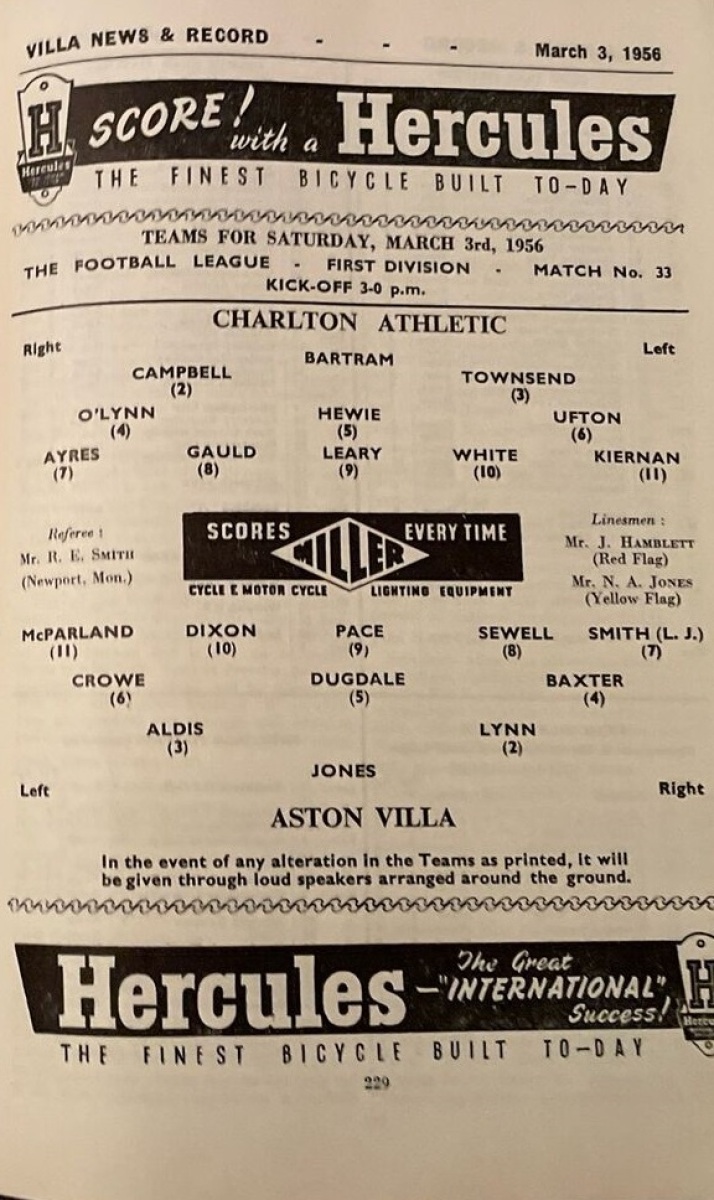 VILLA NEWS & RECORD - - - March 3, 1956
H Hercules
SCORE! with a Hercules
THE FINEST BICYCLE BUILT TO-DAY
TEAMS FOR SATURDAY, MARCH 3rd, 1956
THE FOOTBALL LEAGUE - FIRST DIVISION - MATCH No. 33
KICK-OFF 3-0 p.m.
CHARLTON ATHLETIC
Right Left
BARTRAM
CAMPBELL TOWNSEND
(2) (3)
O'LYNN HEWIE UFTON
(4) (5) (6)
AYRES GAULD LEARY WHITE KIERNAN
(7) (8) (9) (10) (11)
Referee :
Mr. R. E. SMITH
(Newport, Mon.)
SCORES MILLER EVERY TIME
CYCLE & MOTOR CYCLE LIGHTING EQUIPMENT
Linesmen :
Mr. J. HAMBLETT
(Red Flag)
Mr. N. A. JONES
(Yellow Flag)
McPARLAND DIXON PACE SEWELL SMITH (L. J.)
(11) (10) (9) (8) (7)
CROWE DUGDALE BAXTER
(6) (5) (4)
ALDIS LYNN
(3) (2)
JONES
Left Right
ASTON VILLA
In the event of any alteration in the Teams as printed, it will
be given through loud speakers arranged around the ground.
Hercules The Great
—"INTERNATIONAL"
Success!
H
THE FINEST BICYCLE BUILT TO-DAY
229